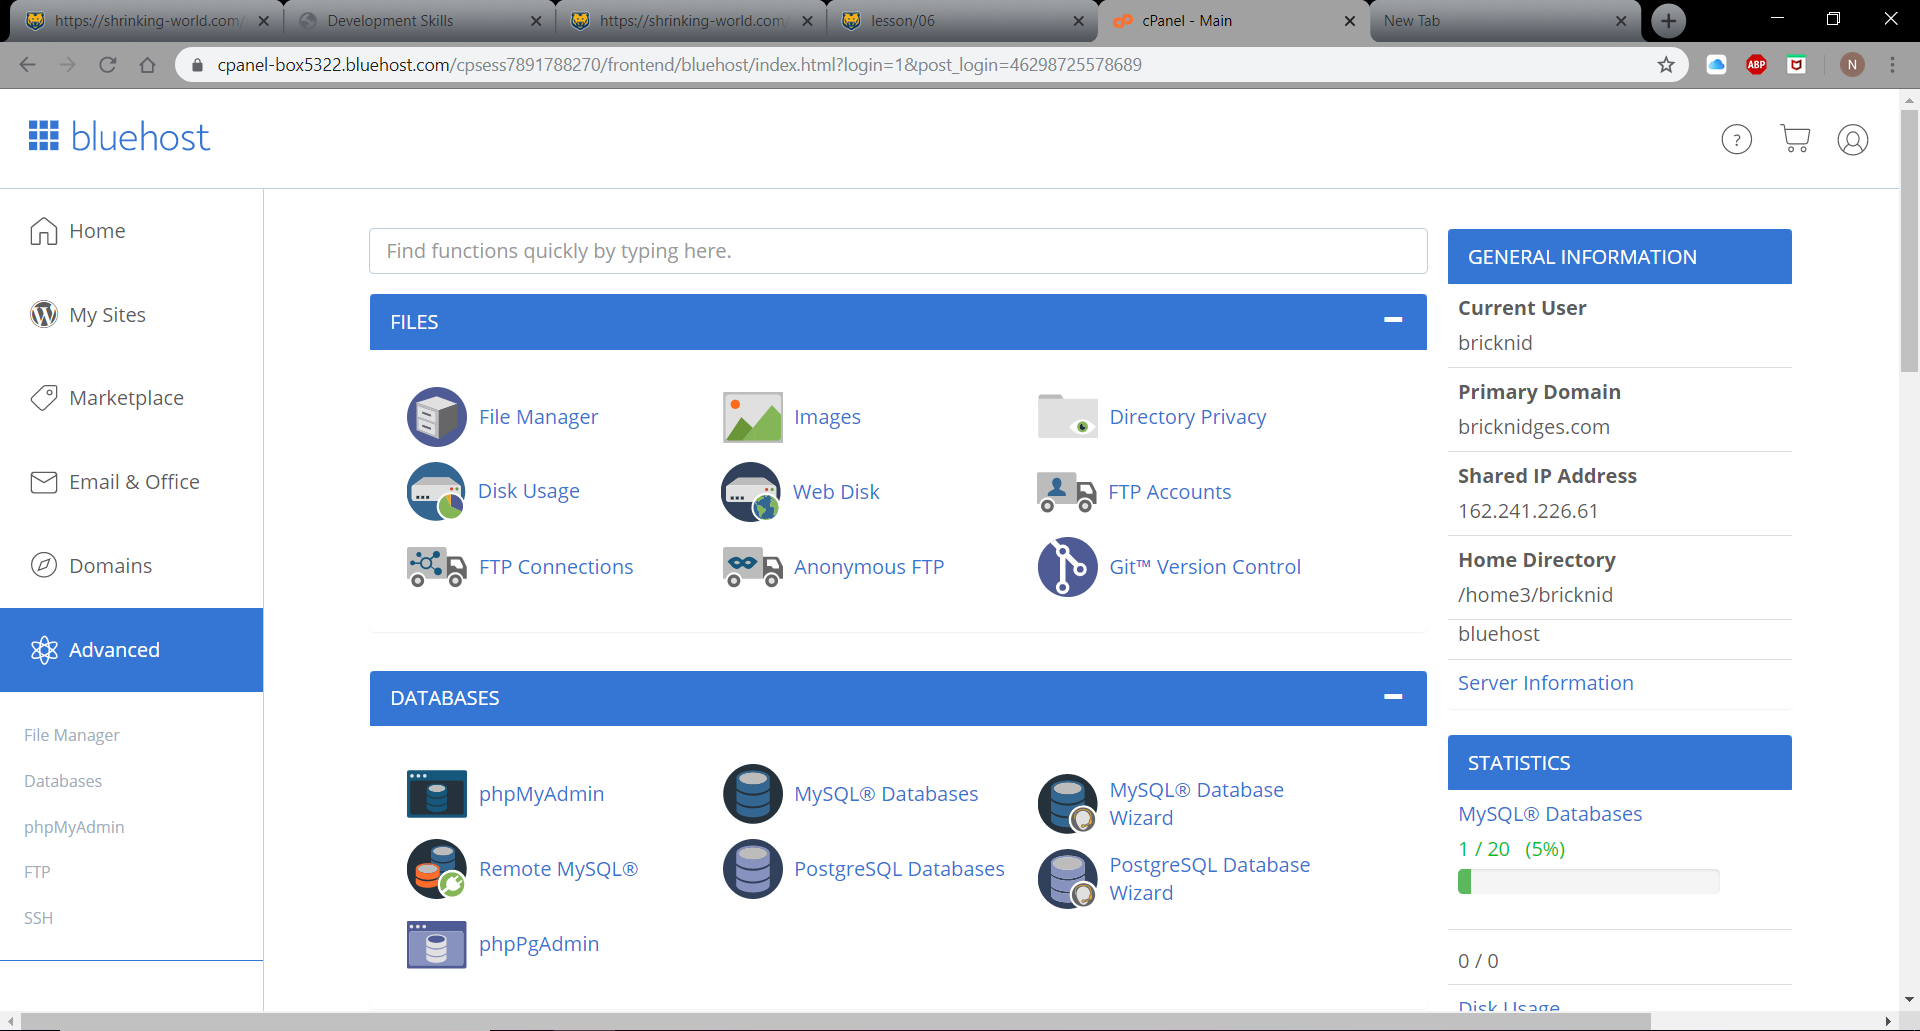 https://shrinking-world.com/
Development Skills
https://shrinking-world.com/
lesson/06
cP cPanel - Main
New Tab
cpanel-box5322.bluehost.com/cpsess7891788270/frontend/bluehost/index.html?login=1&post_login=46298725578689
ABP
N
bluehost
?
Home
My Sites
Marketplace
Email & Office
Domains
Advanced
File Manager
Databases
phpMyAdmin
FTP
SSH
Find functions quickly by typing here.
FILES
File Manager
Images
Directory Privacy
Disk Usage
Web Disk
FTP Accounts
FTP Connections
Anonymous FTP
Git™ Version Control
DATABASES
phpMyAdmin
MySQL® Databases
MySQL® Database
Wizard
Remote MySQL®
PostgreSQL Databases
PostgreSQL Database
Wizard
phpPgAdmin
GENERAL INFORMATION
Current User
bricknid
Primary Domain
bricknidges.com
Shared IP Address
162.241.226.61
Home Directory
/home3/bricknid
bluehost
Server Information
STATISTICS
MySQL® Databases
1 / 20 (5%)
0 / 0
Disk Usage